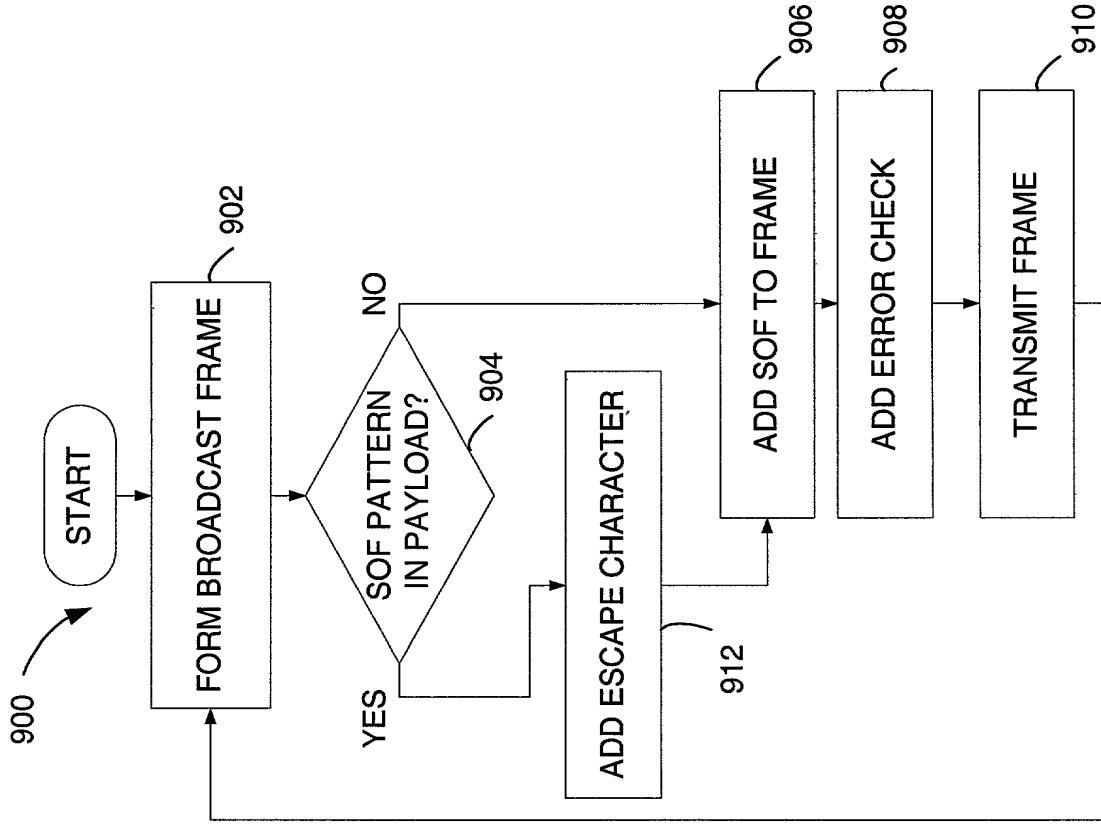 900
START
FORM BROADCAST FRAME
902
SOF PATTERN
IN PAYLOAD?
904
YES
NO
ADD ESCAPE CHARACTER
912
ADD SOF TO FRAME
906
ADD ERROR CHECK
908
TRANSMIT FRAME
910